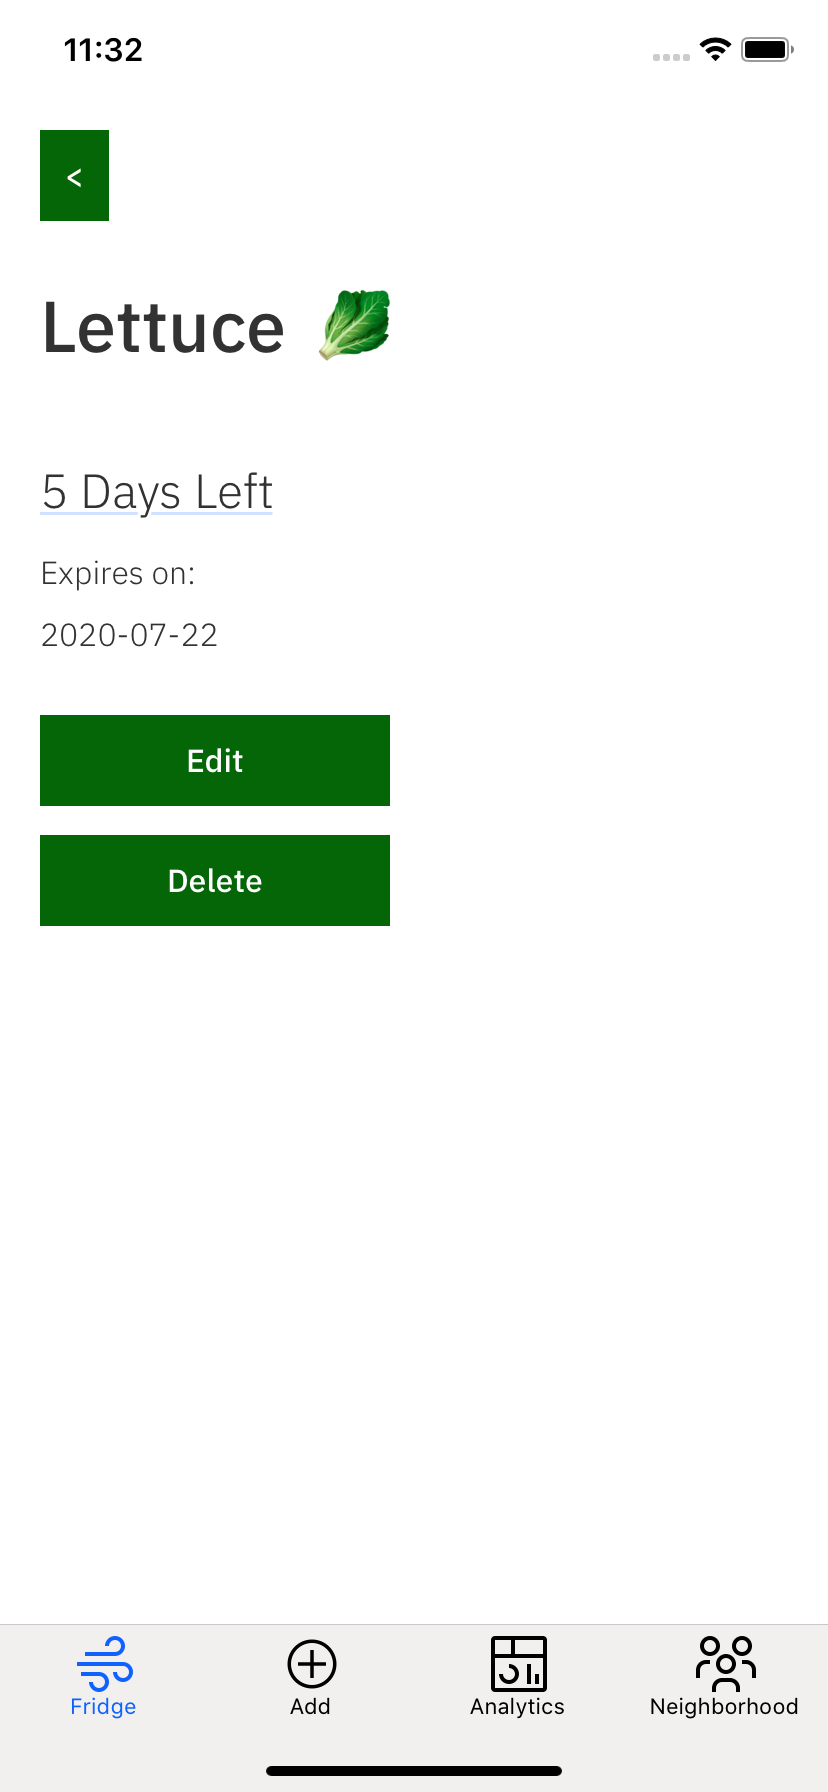 11:32
<
Lettuce 🥬
5 Days Left
Expires on:
2020-07-22
Edit
Delete
Fridge
Add
Analytics
Neighborhood